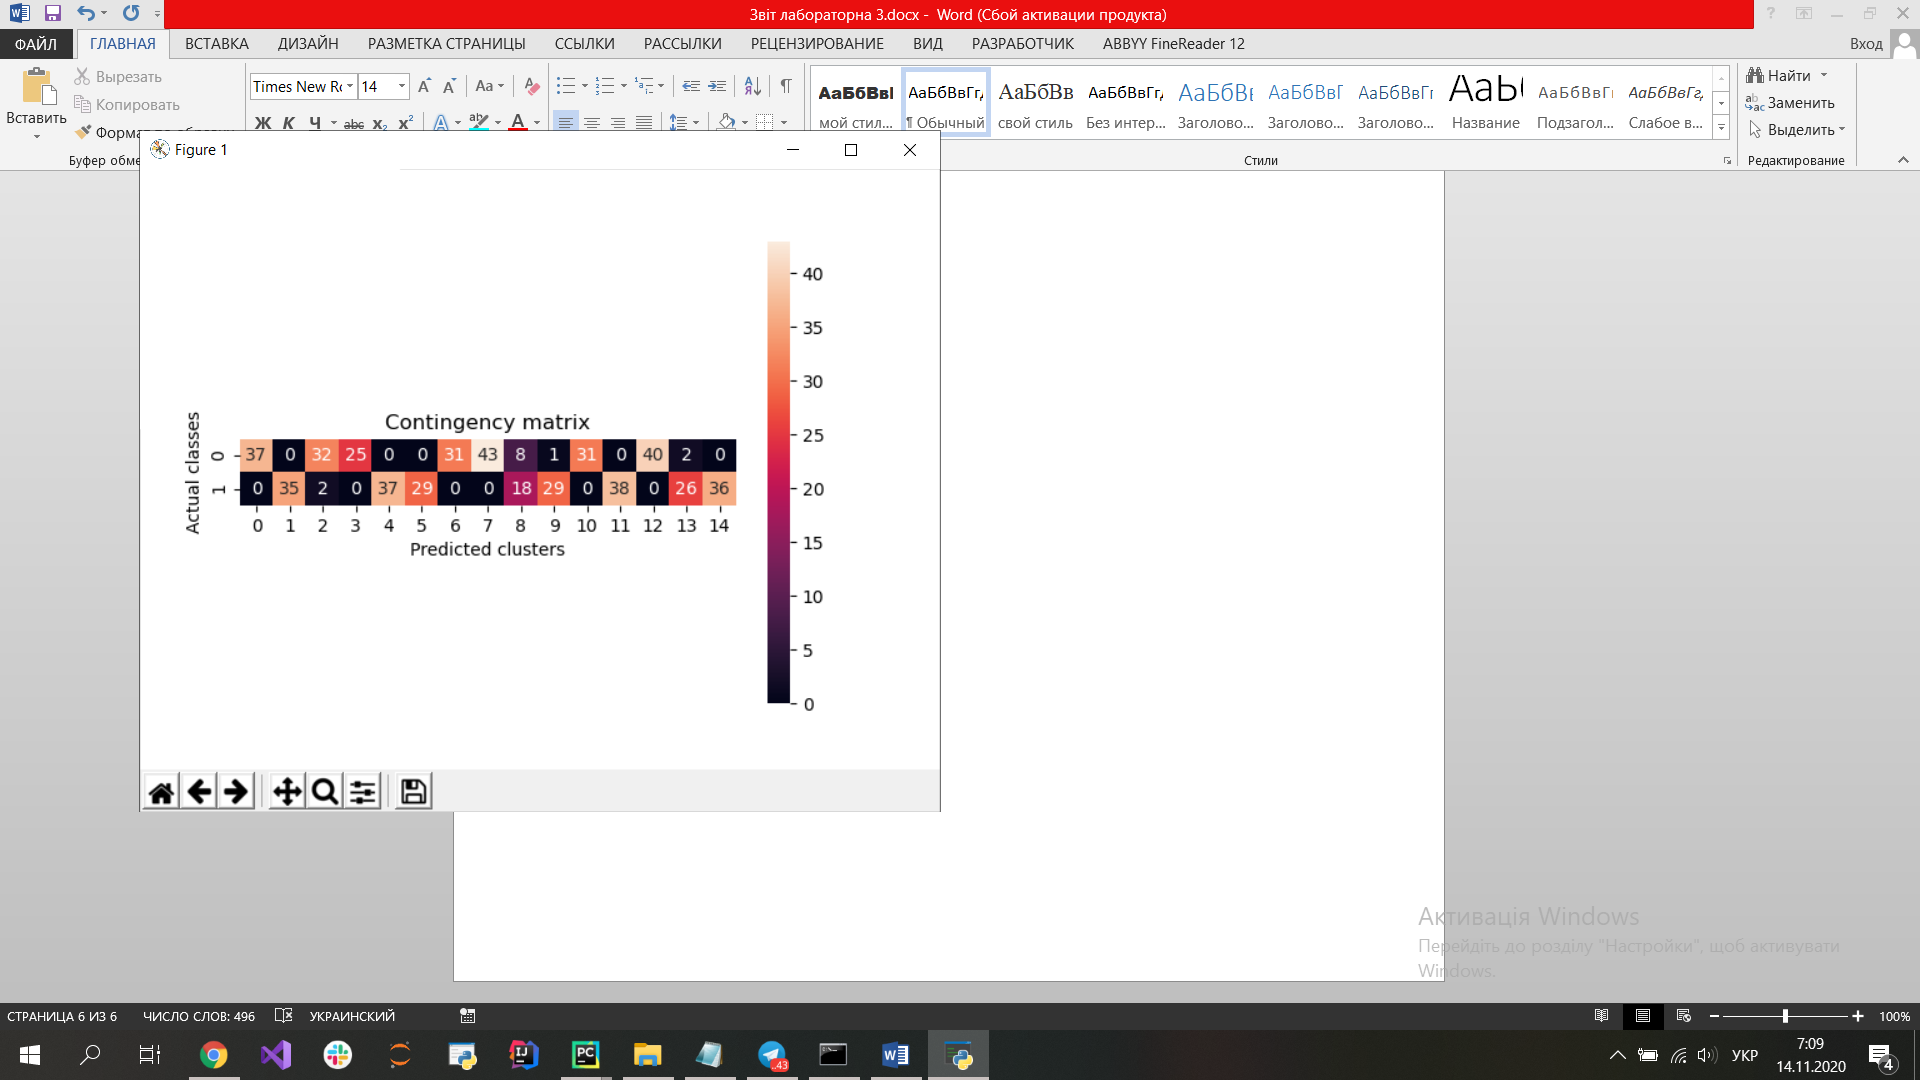 Звіт лабораторна 3.docx - Word (Сбой активации продукта)
ФАЙЛ ГЛАВНАЯ ВСТАВКА ДИЗАЙН РАЗМЕТКА СТРАНИЦЫ ССЫЛКИ РАССЫЛКИ РЕЦЕНЗИРОВАНИЕ ВИД РАЗРАБОТЧИК ABBYY FineReader 12 Вход
Вставить
Вырезать
Копировать
Times New Ro 14
Ж К Ч abc x₂ x²
АаБбВвГг, АаБбВв АаБбВвГг,
мой стил... ¶ Обычный свой стиль Без интер... Заголово... Заголово... Заголово... Название Подзагол... Слабое в...
Стили
Найти
Заменить
Выделить
Редактирование
Буфер обме
Figure 1
Contingency matrix
Actual classes
0 37 0 32 25 0 0 31 43 8 1 31 0 40 2 0
1 0 35 2 0 37 29 0 0 18 29 0 38 0 26 36
0 1 2 3 4 5 6 7 8 9 10 11 12 13 14
Predicted clusters
40
35
30
25
20
15
10
5
0
Активація Windows
Перейдіть до розділу "Настройки", щоб активувати
Windows.
СТРАНИЦА 6 ИЗ 6 ЧИСЛО СЛОВ: 496 УКРАИНСКИЙ 100%
УКР
7:09
14.11.2020
4